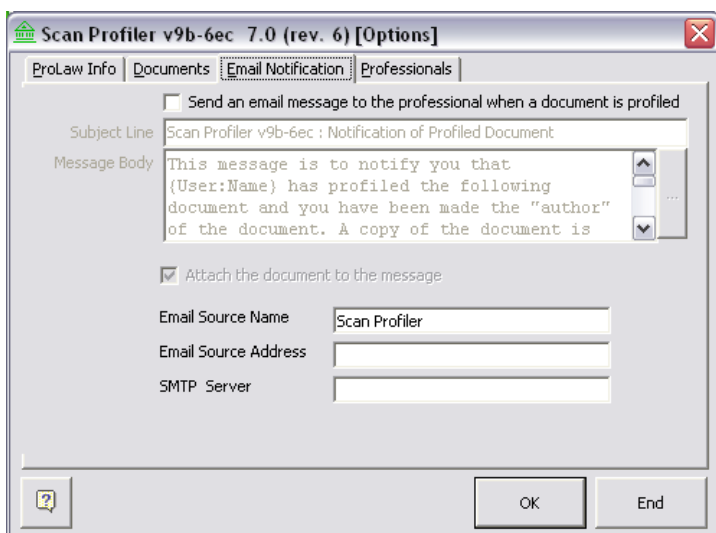 Scan Profiler v9b-6ec 7.0 (rev. 6) [Options]
ProLaw Info Documents Email Notification Professionals
Send an email message to the professional when a document is profiled
Subject Line Scan Profiler v9b-6ec : Notification of Profiled Document
Message Body This message is to notify you that
{User:Name} has profiled the following
document and you have been made the "author"
of the document. A copy of the document is
...
Attach the document to the message
Email Source Name Scan Profiler
Email Source Address
SMTP Server
? OK End